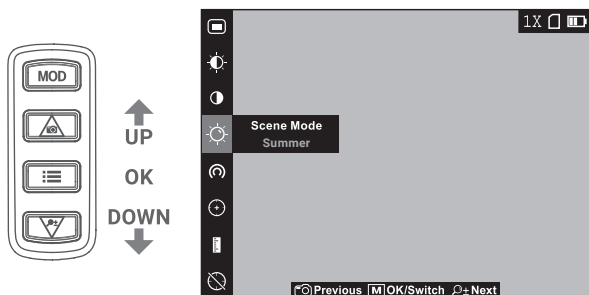 MOD
UP
OK
DOWN
1X
Scene Mode
Summer
Previous M OK/Switch Next